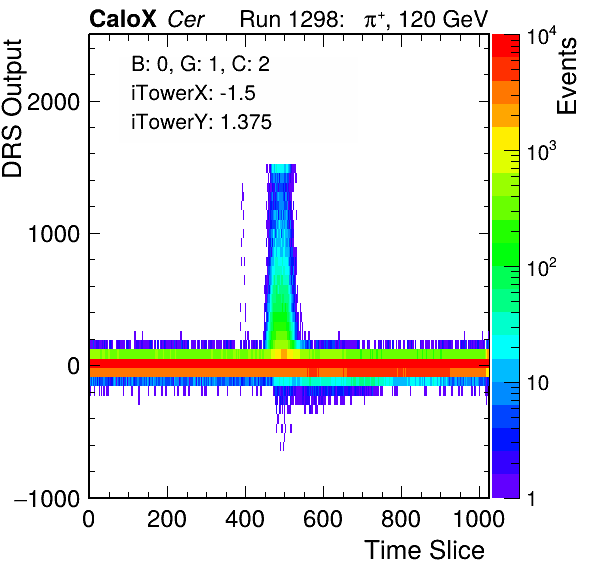 CaloX Cer Run 1298: π⁺, 120 GeV
B: 0, G: 1, C: 2
iTowerX: -1.5
iTowerY: 1.375
DRS Output
2000
1000
0
−1000
0 200 400 600 800 1000
Time Slice
Events
10⁴
10³
10²
10
1